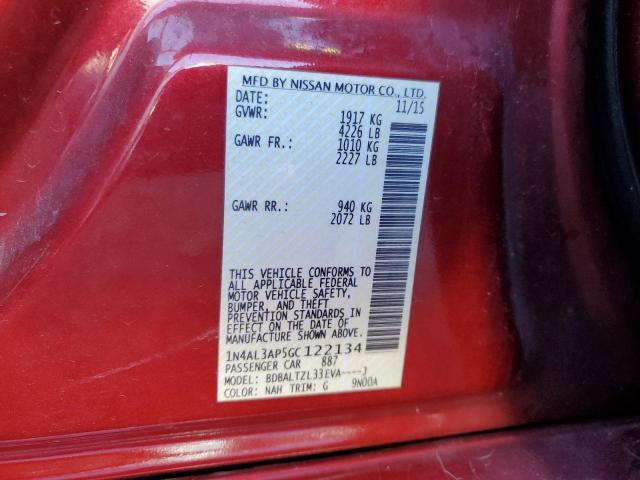 MFD BY NISSAN MOTOR CO., LTD.
DATE: 11/15
GVWR: 1917 KG
4226 LB
GAWR FR.: 1010 KG
2227 LB
GAWR RR.: 940 KG
2072 LB
THIS VEHICLE CONFORMS TO
ALL APPLICABLE FEDERAL
MOTOR VEHICLE SAFETY,
BUMPER, AND THEFT
PREVENTION STANDARDS IN
EFFECT ON THE DATE OF
MANUFACTURE SHOWN ABOVE.
1N4AL3AP5GC122134
PASSENGER CAR 887
MODEL: BDBALTZL33EVA----J
COLOR: NAH TRIM: G 9N00A